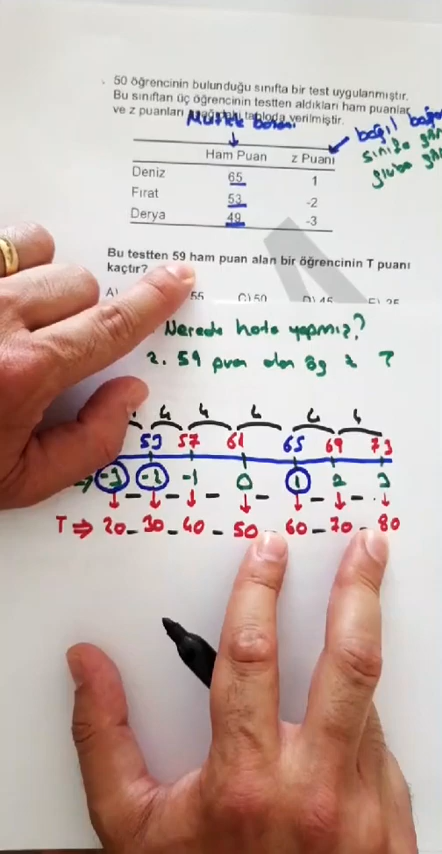 50 öğrencinin bulunduğu sınıfta bir test uygulanmıştır.
Bu sınıftan üç öğrencinin testten aldıkları ham puanlar
ve z puanları tabloda verilmiştir.
Mutlak
bağıl
sınıfa
gruba
Ham Puan z Puanı
Deniz 65 1
Fırat 53 -2
Derya 49 -3
Bu testten 59 ham puan alan bir öğrencinin T puanı
kaçtır?
A) 55 C) 50 D) 45 E) 35
Nerede hata yapmış?
2. 59 puan alan öğ z ?
4 4 4 4 4
53 57 61 65 69 73
-3 -2 -1 0 1 2 3
T ⇒ 20 - 30 - 40 - 50 - 60 - 70 - 80